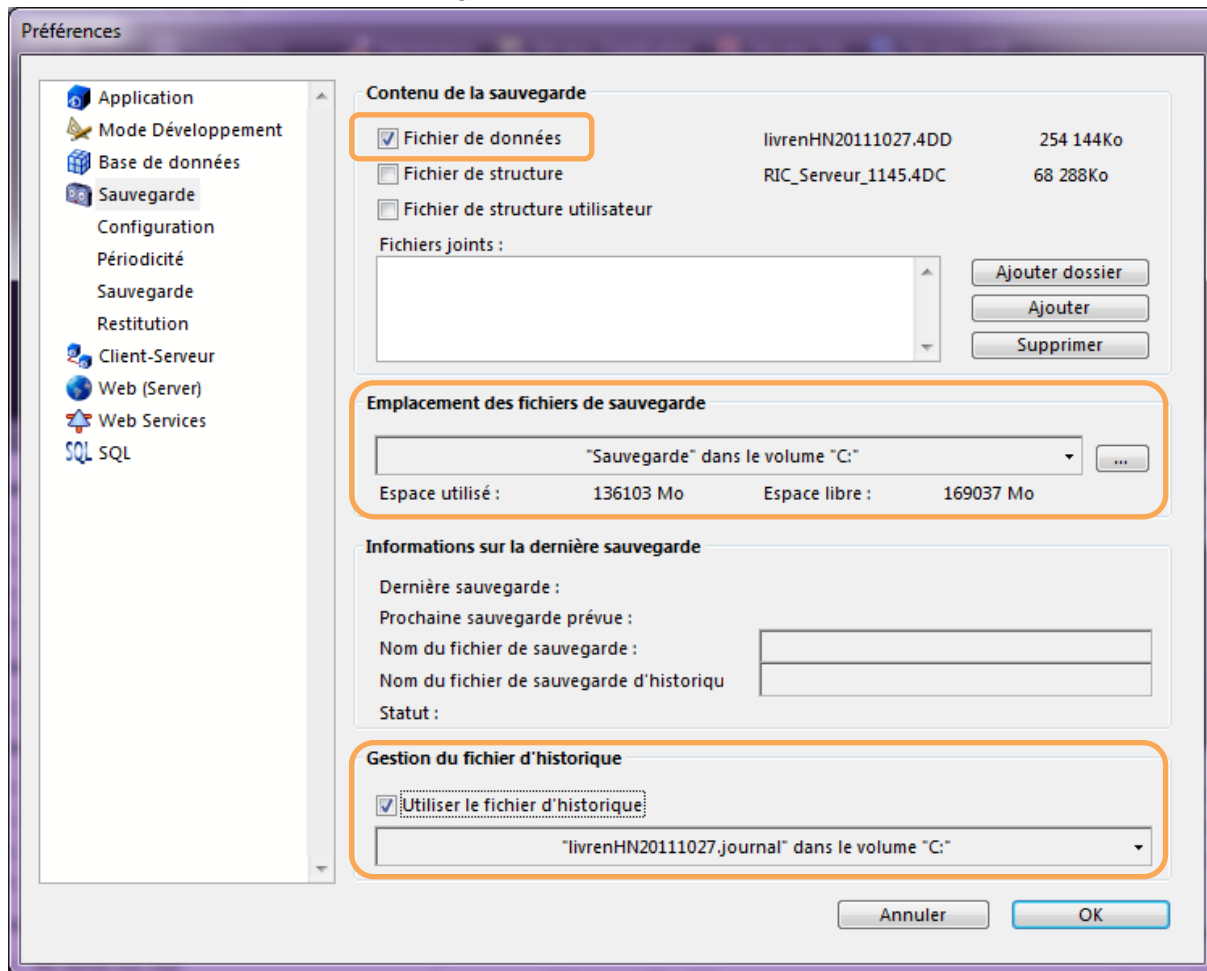 Préférences
Application
Mode Développement
Base de données
Sauvegarde
Configuration
Périodicité
Sauvegarde
Restitution
Client-Serveur
Web (Server)
Web Services
SQL SQL
Contenu de la sauvegarde
Fichier de données livrenHN20111027.4DD 254 144Ko
Fichier de structure RIC_Serveur_1145.4DC 68 288Ko
Fichier de structure utilisateur
Fichiers joints :
Ajouter dossier
Ajouter
Supprimer
Emplacement des fichiers de sauvegarde
"Sauvegarde" dans le volume "C:" ...
Espace utilisé : 136103 Mo Espace libre : 169037 Mo
Informations sur la dernière sauvegarde
Dernière sauvegarde :
Prochaine sauvegarde prévue :
Nom du fichier de sauvegarde :
Nom du fichier de sauvegarde d'historiqu
Statut :
Gestion du fichier d'historique
Utiliser le fichier d'historique
"livrenHN20111027.journal" dans le volume "C:"
Annuler OK